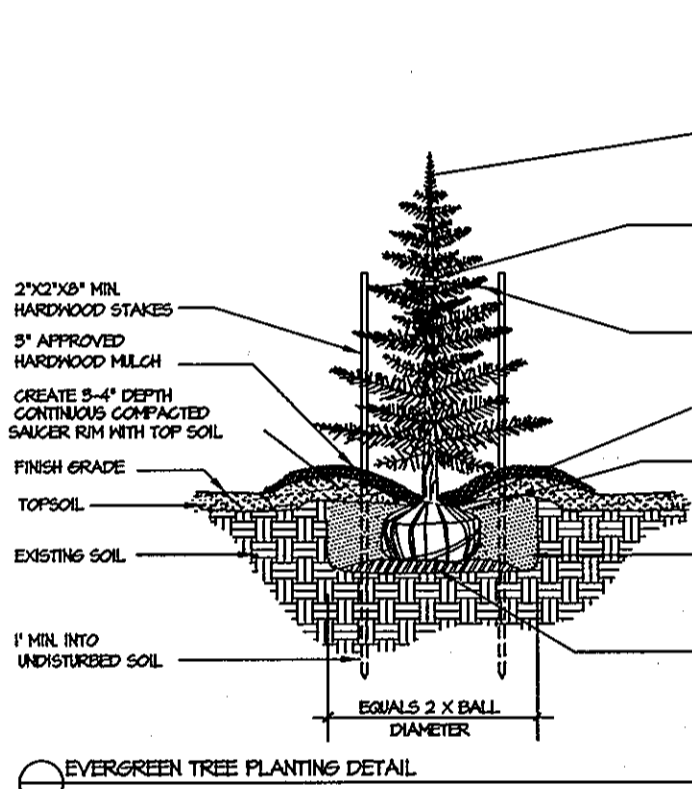 2"X2"X8" MIN.
HARDWOOD STAKES
3" APPROVED
HARDWOOD MULCH
CREATE 3-4" DEPTH
CONTINUOUS COMPACTED
SAUCER RIM WITH TOP SOIL
FINISH GRADE
TOPSOIL
EXISTING SOIL
1' MIN. INTO
UNDISTURBED SOIL
EQUALS 2 X BALL
DIAMETER
EVERGREEN TREE PLANTING DETAIL